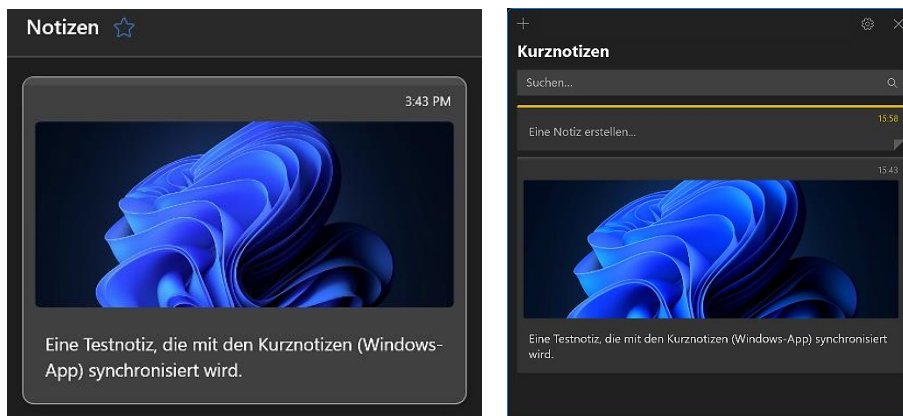 Notizen
3:43 PM
Eine Testnotiz, die mit den Kurznotizen (Windows-
App) synchronisiert wird.
Kurznotizen
Suchen...
15:58
Eine Notiz erstellen...
15:43
Eine Testnotiz, die mit den Kurznotizen (Windows-App) synchronisiert
wird.